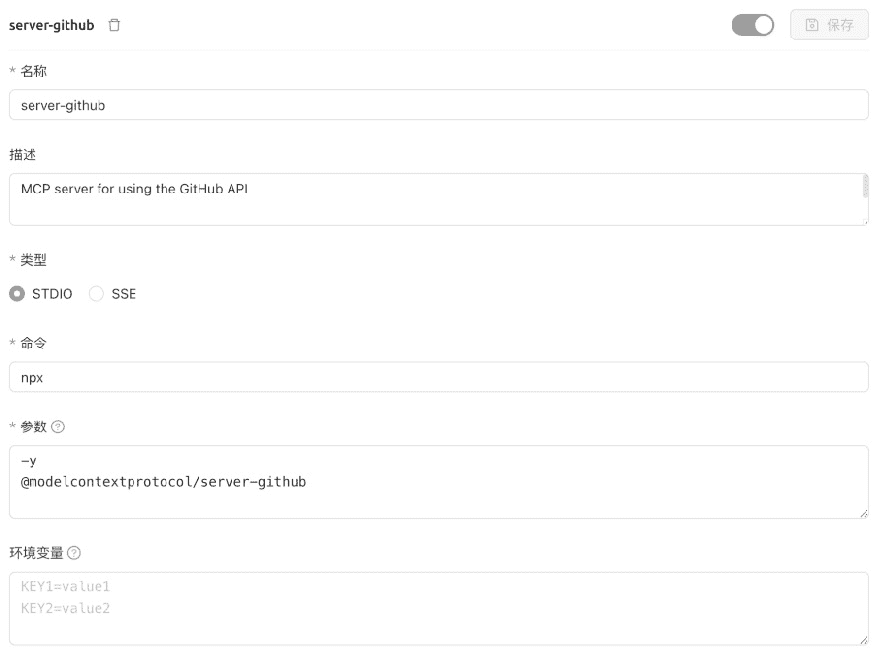 server-github
保存
* 名称
server-github
描述
MCP server for using the GitHub API
* 类型
STDIO SSE
* 命令
npx
* 参数
-y
@modelcontextprotocol/server-github
环境变量
KEY1=value1
KEY2=value2